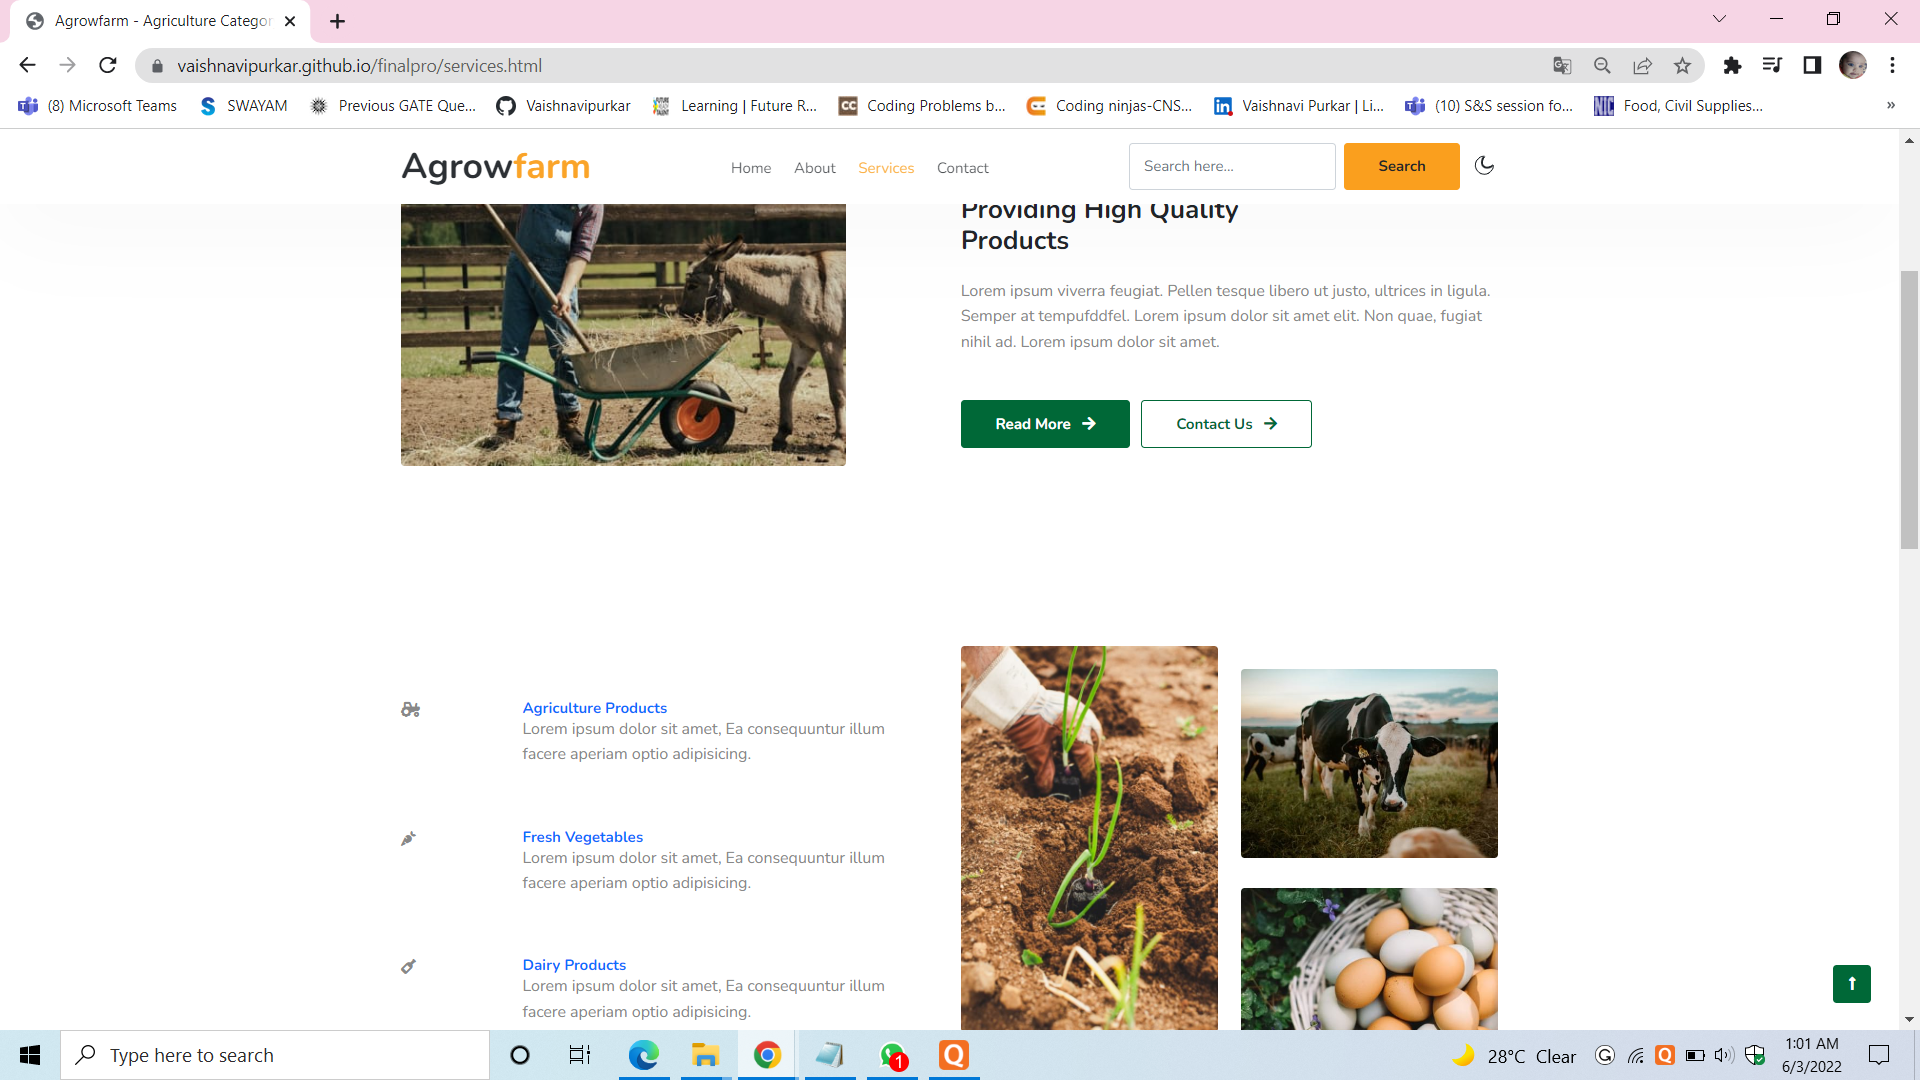 Agrowfarm - Agriculture Categor
vaishnavipurkar.github.io/finalpro/services.html
(8) Microsoft Teams
SWAYAM
Previous GATE Que...
Vaishnavipurkar
Learning | Future R...
Coding Problems b...
Coding ninjas-CNS...
Vaishnavi Purkar | Li...
(10) S&S session fo...
Food, Civil Supplies...
Agrowfarm
Home
About
Services
Contact
Search here...
Search
Providing High Quality
Products
Lorem ipsum viverra feugiat. Pellen tesque libero ut justo, ultrices in ligula.
Semper at tempufddfel. Lorem ipsum dolor sit amet elit. Non quae, fugiat
nihil ad. Lorem ipsum dolor sit amet.
Read More
Contact Us
Agriculture Products
Lorem ipsum dolor sit amet, Ea consequuntur illum
facere aperiam optio adipisicing.
Fresh Vegetables
Lorem ipsum dolor sit amet, Ea consequuntur illum
facere aperiam optio adipisicing.
Dairy Products
Lorem ipsum dolor sit amet, Ea consequuntur illum
facere aperiam optio adipisicing.
Type here to search
1
28°C Clear
1:01 AM
6/3/2022